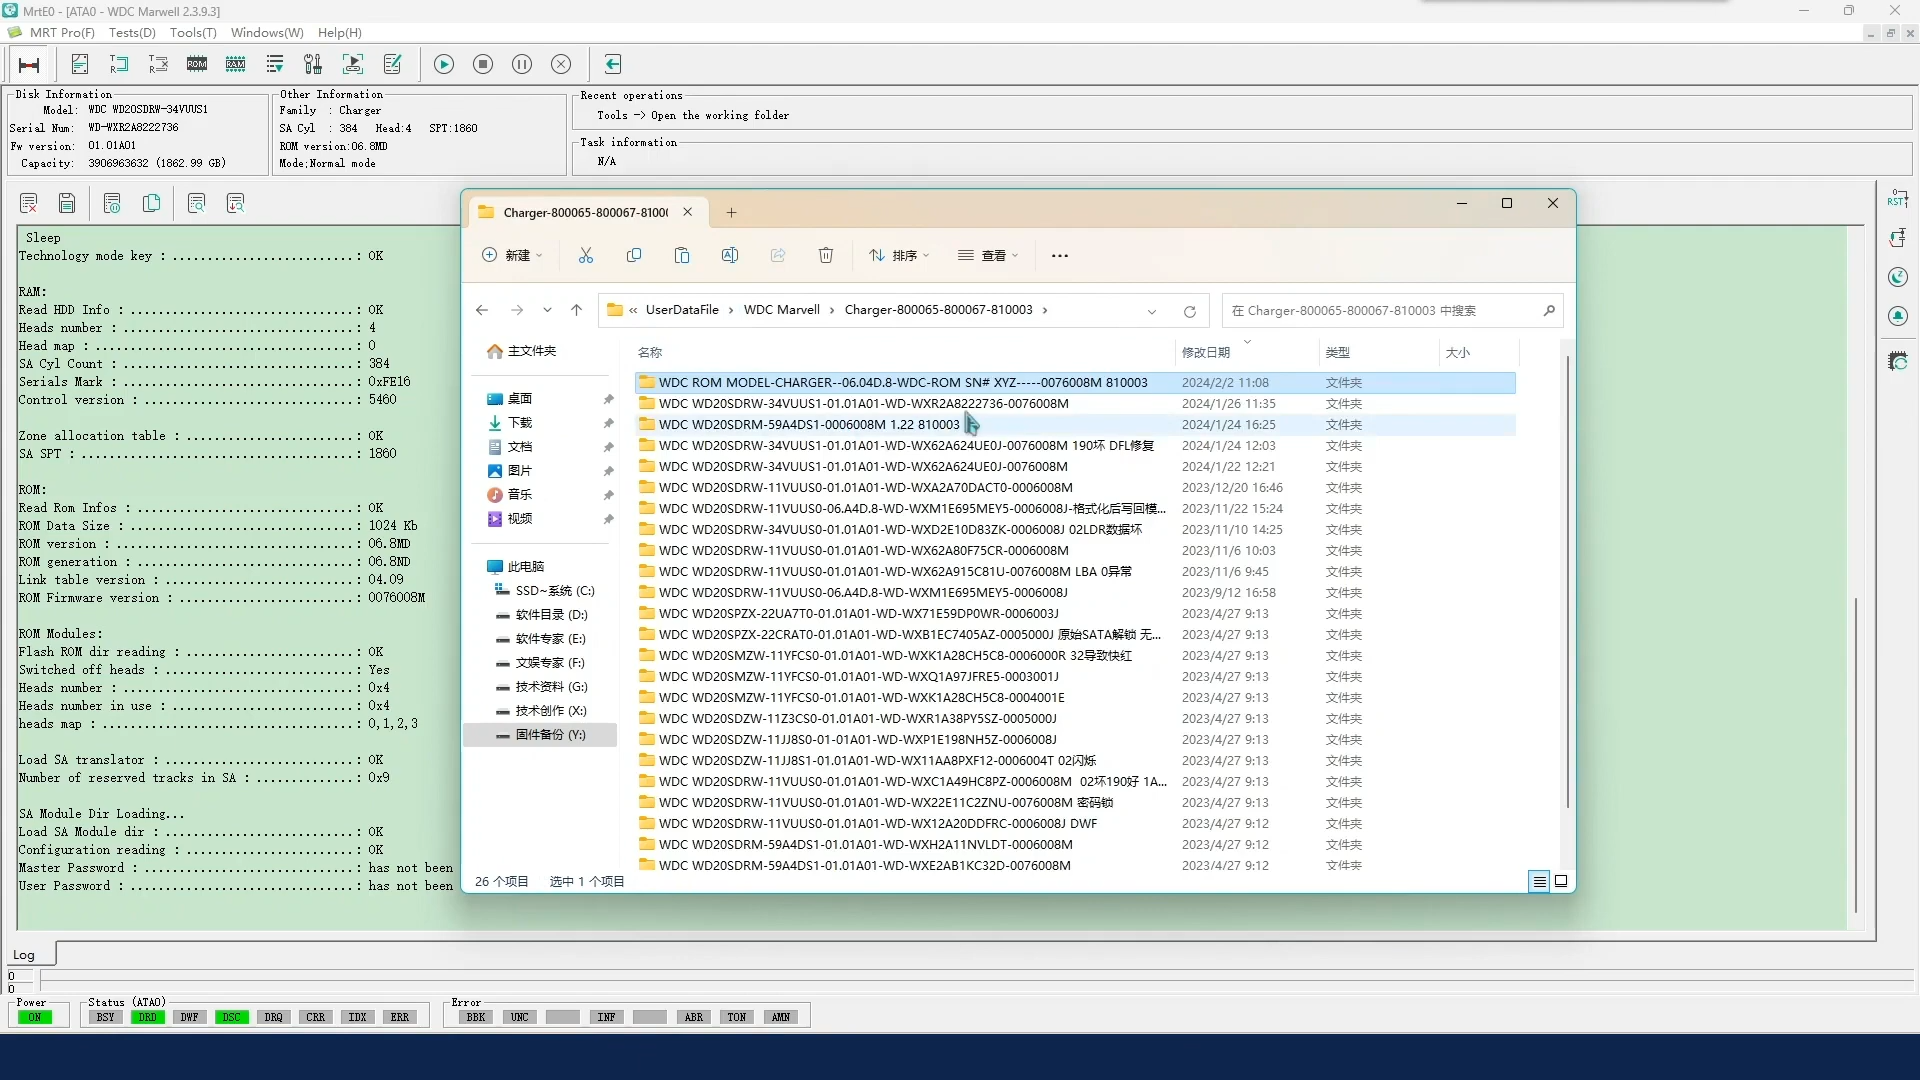 MrtE0 - [ATA0 - WDC Marwell 2.3.9.3]
MRT Pro(F) Tests(D) Tools(T) Windows(W) Help(H)
Disk Information
Model: WDC WD20SDRW-34VUUS1
Serial Num: WD-WXR2A8222736
Fw version: 01.01A01
Capacity: 3906963632 (1862.99 GB)
Other Information
Family : Charger
SA Cyl : 384 Head:4 SPT:1860
ROM version:06.8MD
Mode;Normal mode
Recent operations
Tools -> Open the working folder
Task information
N/A
RST
Sleep
Technology mode key : ..........................: OK
RAM:
Read HDD Info : ................................: OK
Heads number : .................................: 4
Head map : .....................................: 0
SA Cyl Count : .................................: 384
Serials Mark : .................................: 0xFE16
Control version : ..............................: 5460
Zone allocation table : ........................: OK
SA SPT : .......................................: 1860
ROM:
Read Rom Infos : ...............................: OK
ROM Data Size : ................................: 1024 Kb
ROM version : ..................................: 06.8MD
ROM generation : ...............................: 06.8ND
Link table version : ...........................: 04.09
ROM Firmware version : .........................: 0076008M
ROM Modules:
Flash ROM dir reading : ........................: OK
Switched off heads : ...........................: Yes
Heads number : .................................: 0x4
Heads number in use : ..........................: 0x4
heads map : ....................................: 0,1,2,3
Load SA translator : ...........................: OK
Number of reserved tracks in SA : ..............: 0x9
SA Module Dir Loading...
Load SA Module dir : ...........................: OK
Configuration reading : ........................: OK
Master Password : ..............................: has not been
User Password : ................................: has not been
Charger-800065-800067-8100
新建 排序 查看
« UserDataFile › WDC Marvell › Charger-800065-800067-810003 ›
在 Charger-800065-800067-810003 中搜索
主文件夹
桌面
下载
文档
图片
音乐
视频
此电脑
SSD~系统 (C:)
软件目录 (D:)
软件专家 (E:)
文娱专家 (F:)
技术资料 (G:)
技术创作 (X:)
固件备份 (Y:)
名称 修改日期 类型 大小
WDC ROM MODEL-CHARGER--06.04D.8-WDC-ROM SN# XYZ-----0076008M 810003 2024/2/2 11:08 文件夹
WDC WD20SDRW-34VUUS1-01.01A01-WD-WXR2A8222736-0076008M 2024/1/26 11:35 文件夹
WDC WD20SDRM-59A4DS1-0006008M 1.22 810003 2024/1/24 16:25 文件夹
WDC WD20SDRW-34VUUS1-01.01A01-WD-WX62A624UE0J-0076008M 190坏 DFL修复 2024/1/24 12:03 文件夹
WDC WD20SDRW-34VUUS1-01.01A01-WD-WX62A624UE0J-0076008M 2024/1/22 12:21 文件夹
WDC WD20SDRW-11VUUS0-01.01A01-WD-WXA2A70DACT0-0006008M 2023/12/20 16:46 文件夹
WDC WD20SDRW-11VUUS0-06.A4D.8-WD-WXM1E695MEY5-0006008J-格式化后写回模... 2023/11/22 15:24 文件夹
WDC WD20SDRW-34VUUS0-01.01A01-WD-WXD2E10D83ZK-0006008J 02LDR数据坏 2023/11/10 14:25 文件夹
WDC WD20SDRW-11VUUS0-01.01A01-WD-WX62A80F75CR-0006008M 2023/11/6 10:03 文件夹
WDC WD20SDRW-11VUUS0-01.01A01-WD-WX62A915C81U-0076008M LBA 0异常 2023/11/6 9:45 文件夹
WDC WD20SDRW-11VUUS0-06.A4D.8-WD-WXM1E695MEY5-0006008J 2023/9/12 16:58 文件夹
WDC WD20SPZX-22UA7T0-01.01A01-WD-WX71E59DP0WR-0006003J 2023/4/27 9:13 文件夹
WDC WD20SPZX-22CRAT0-01.01A01-WD-WXB1EC7405AZ-0005000J 原始SATA解锁 无... 2023/4/27 9:13 文件夹
WDC WD20SMZW-11YFCS0-01.01A01-WD-WXK1A28CH5C8-0006000R 32导致快红 2023/4/27 9:13 文件夹
WDC WD20SMZW-11YFCS0-01.01A01-WD-WXQ1A97JFRE5-0003001J 2023/4/27 9:13 文件夹
WDC WD20SMZW-11YFCS0-01.01A01-WD-WXK1A28CH5C8-0004001E 2023/4/27 9:13 文件夹
WDC WD20SDZW-11Z3CS0-01.01A01-WD-WXR1A38PY5SZ-0005000J 2023/4/27 9:13 文件夹
WDC WD20SDZW-11JJ8S0-01-01A01-WD-WXP1E198NH5Z-0006008J 2023/4/27 9:13 文件夹
WDC WD20SDZW-11JJ8S1-01.01A01-WD-WX11AA8PXF12-0006004T 02闪烁 2023/4/27 9:13 文件夹
WDC WD20SDRW-11VUUS0-01.01A01-WD-WXC1A49HC8PZ-0006008M 02坏190好 1A... 2023/4/27 9:13 文件夹
WDC WD20SDRW-11VUUS0-01.01A01-WD-WX22E11C2ZNU-0076008M 密码锁 2023/4/27 9:13 文件夹
WDC WD20SDRW-11VUUS0-01.01A01-WD-WX12A20DDFRC-0006008J DWF 2023/4/27 9:12 文件夹
WDC WD20SDRM-59A4DS1-01.01A01-WD-WXH2A11NVLDT-0006008M 2023/4/27 9:12 文件夹
WDC WD20SDRM-59A4DS1-01.01A01-WD-WXE2AB1KC32D-0076008M 2023/4/27 9:12 文件夹
26 个项目 选中 1 个项目
Log
0
0
Power
ON
Status (ATA0)
BSY DRD DWF DSC DRQ CRR IDX ERR
Error
BBK UNC INF ABR TON AMN